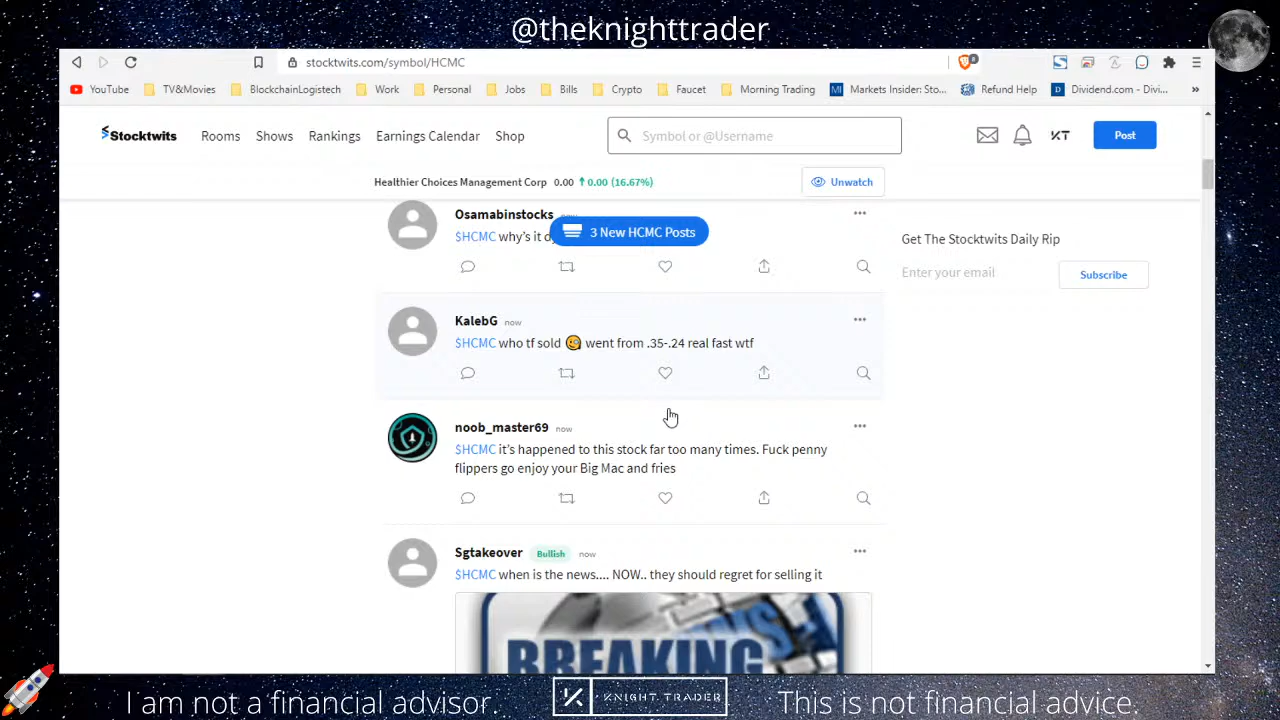 @theknighttrader
stocktwits.com/symbol/HCMC
8
YouTube TV&Movies BlockchainLogistech Work Personal Jobs Bills Crypto Faucet Morning Trading MI Markets Insider: Sto... Refund Help D Dividend.com - Divi... »
Stocktwits Rooms Shows Rankings Earnings Calendar Shop Symbol or @Username KT Post
Healthier Choices Management Corp 0.00 ↑0.00 (16.67%) Unwatch
Osamabinstocks now
3 New HCMC Posts
$HCMC why's it
Get The Stocktwits Daily Rip
Enter your email Subscribe
KalebG now
$HCMC who tf sold 🧐 went from .35-.24 real fast wtf
noob_master69 now
$HCMC it's happened to this stock far too many times. Fuck penny
flippers go enjoy your Big Mac and fries
Sgtakeover Bullish now
$HCMC when is the news.... NOW.. they should regret for selling it
BREAKING
I am not a financial advisor. KNIGHT TRADER This is not financial advice.